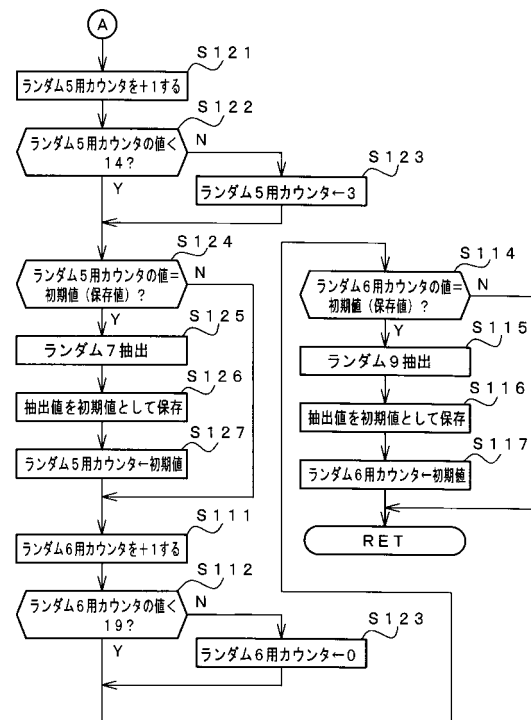 A
S121
ランダム5用カウンタを+1する
S122
ランダム5用カウンタの値<
14?
N
Y
S123
ランダム5用カウンタ←3
S124
ランダム5用カウンタの値=
初期値(保存値)?
N
Y
S125
ランダム7抽出
S126
抽出値を初期値として保存
S127
ランダム5用カウンタ←初期値
S111
ランダム6用カウンタを+1する
S112
ランダム6用カウンタの値<
19?
N
Y
S123
ランダム6用カウンタ←0
S114
ランダム6用カウンタの値=
初期値(保存値)?
N
Y
S115
ランダム9抽出
S116
抽出値を初期値として保存
S117
ランダム6用カウンタ←初期値
RET